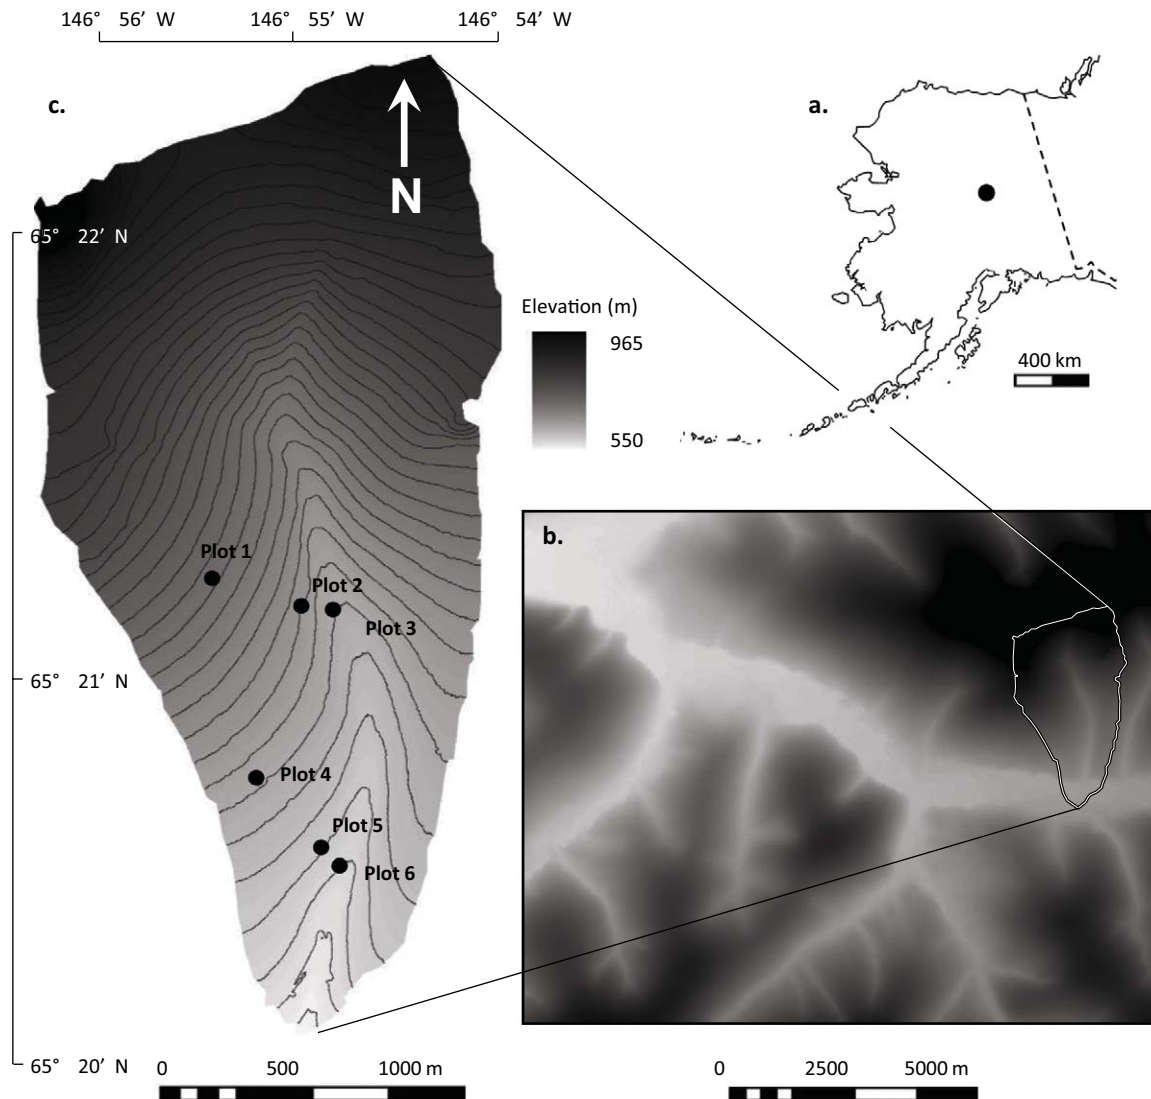 146° 56’ W 146° 55’ W 146° 54’ W
c.
a.
N
65° 22’ N
Elevation (m)
965
550
400 km
b.
Plot 1
Plot 2
Plot 3
65° 21’ N
Plot 4
Plot 5
Plot 6
65° 20’ N
0 500 1000 m
0 2500 5000 m